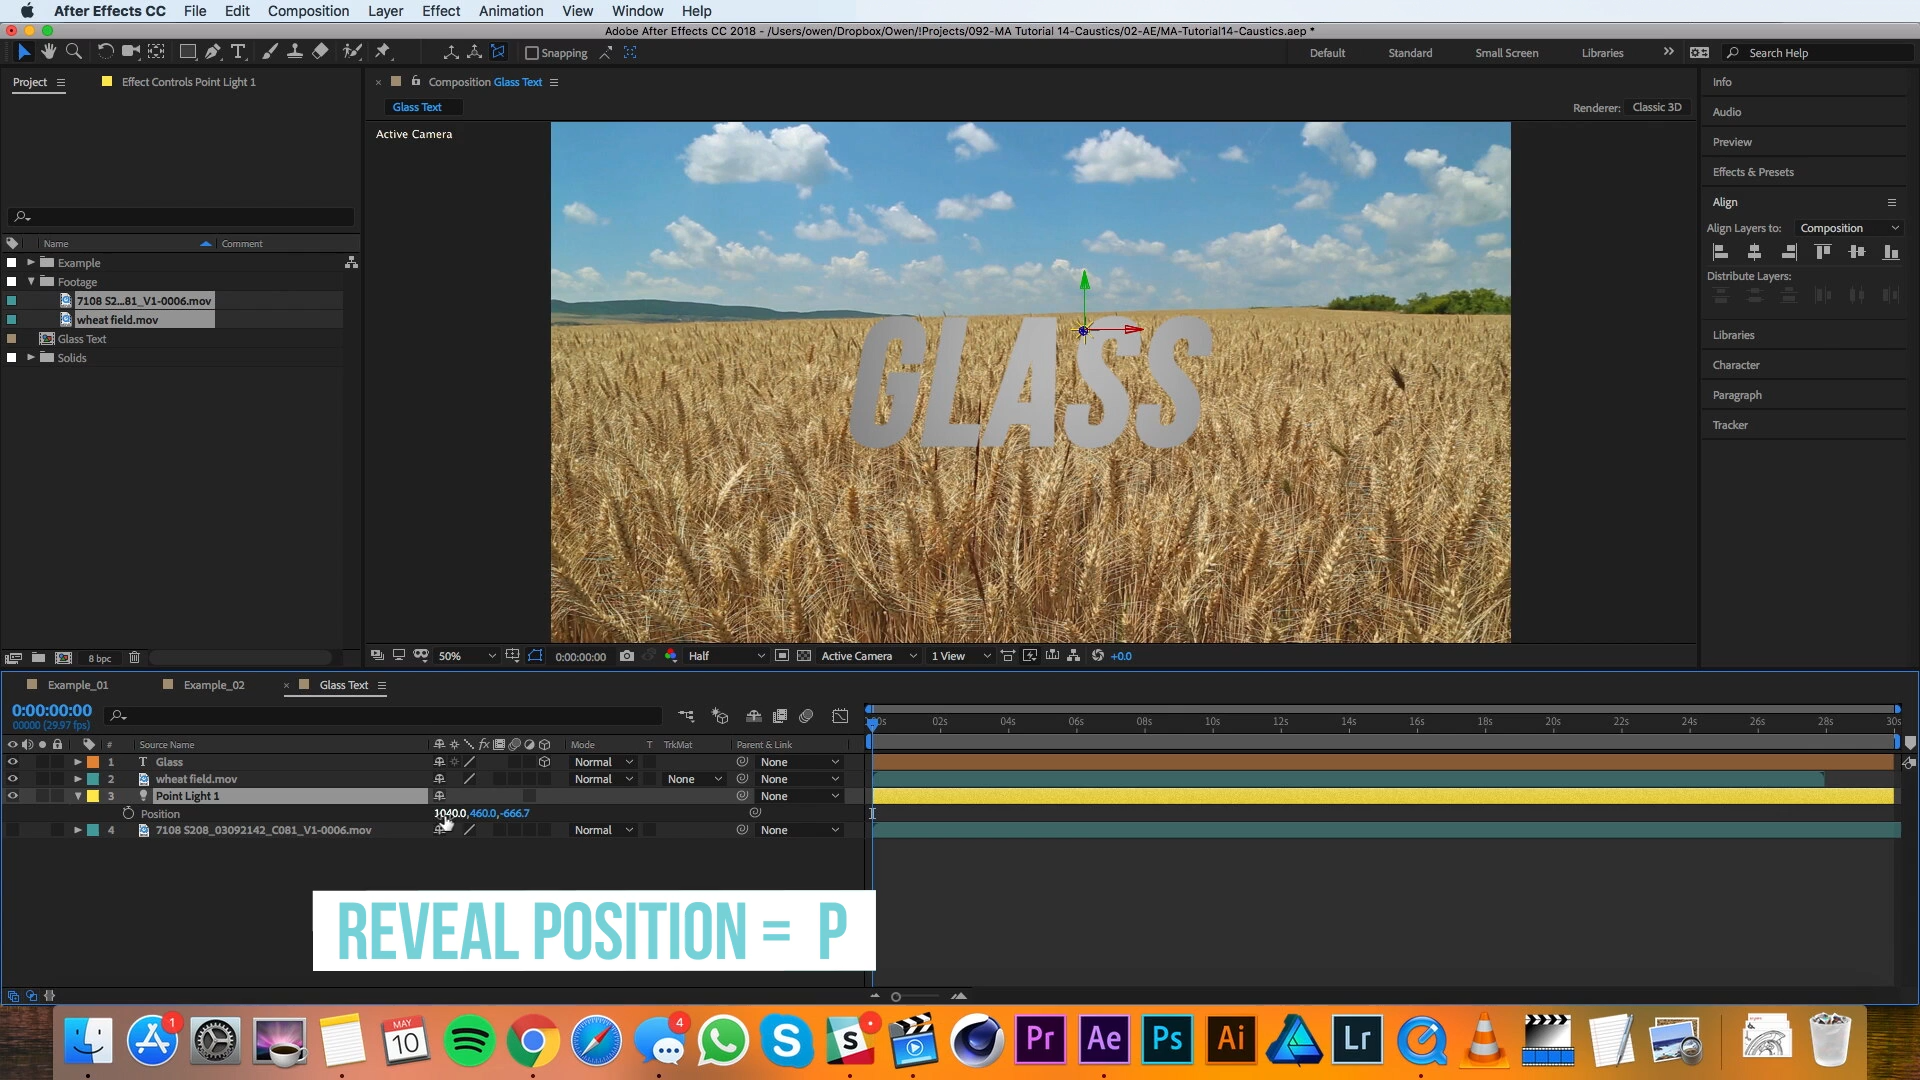 After Effects CC File Edit Composition Layer Effect Animation View Window Help
Adobe After Effects CC 2018 - /Users/owen/Dropbox/Owen/!Projects/092-MA Tutorial 14-Caustics/02-AE/MA-Tutorial14-Caustics.aep *
Snapping
Default Standard Small Screen Libraries Search Help
Project
Effect Controls Point Light 1
Composition Glass Text
Glass Text
Renderer: Classic 3D
Active Camera
Name Comment
Example
Footage
7108 S2...81_V1-0006.mov
wheat field.mov
Glass Text
Solids
8 bpc
GLASS
50% 0:00:00:00 Half Active Camera 1 View +0.0
Info
Audio
Preview
Effects & Presets
Align
Align Layers to: Composition
Distribute Layers:
Libraries
Character
Paragraph
Tracker
Example_01 Example_02 Glass Text
0:00:00:00
00000 (29.97 fps)
02s 04s 06s 08s 10s 12s 14s 16s 18s 20s 22s 24s 26s 28s 30s
# Source Name fx Mode T TrkMat Parent & Link
1 T Glass Normal None
2 wheat field.mov Normal None None
3 Point Light 1 None
Position 1040.0,460.0,-666.7
4 7108 S208_03092142_C081_V1-0006.mov Normal None
REVEAL POSITION = P
1 MAY 10 4 Pr Ae Ps Ai Lr